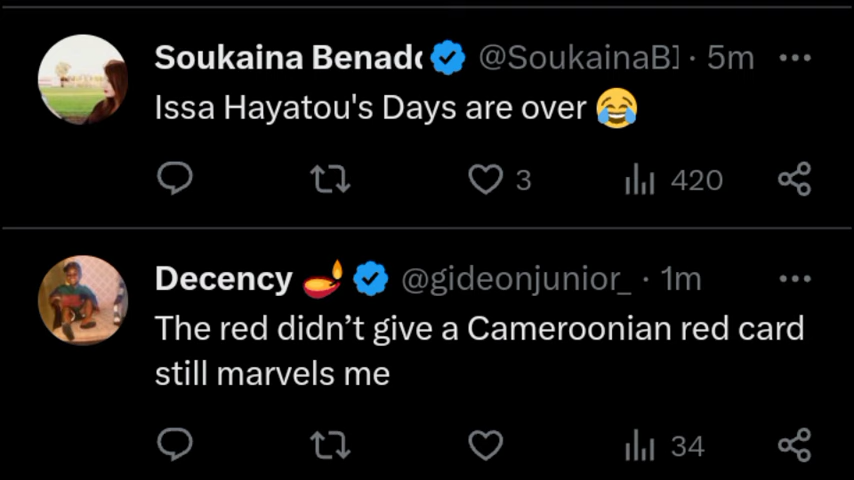 Soukaina Benad @SoukainaB · 5m
Issa Hayatou's Days are over 😂
3 420
Decency 🪔 @gideonjunior_ · 1m
The red didn’t give a Cameroonian red card
still marvels me
34